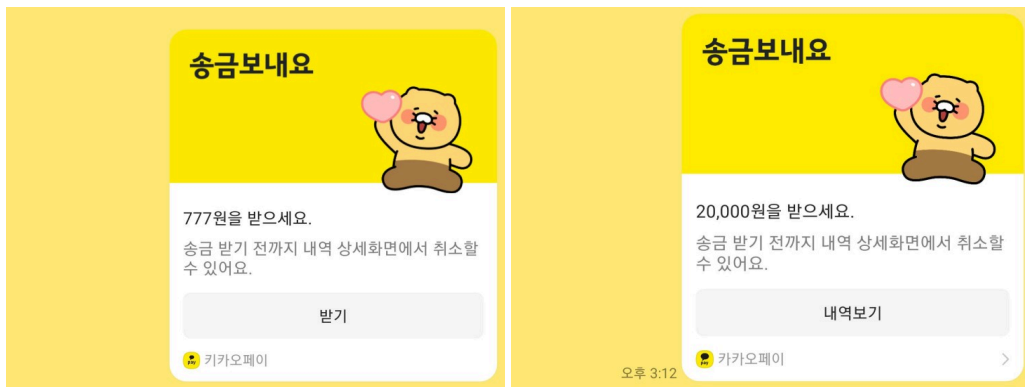 송금보내요
777원을 받으세요.
송금 받기 전까지 내역 상세화면에서 취소할
수 있어요.
받기
pay
키카오페이
송금보내요
20,000원을 받으세요.
송금 받기 전까지 내역 상세화면에서 취소할
수 있어요.
내역보기
pay
카카오페이
오후 3:12